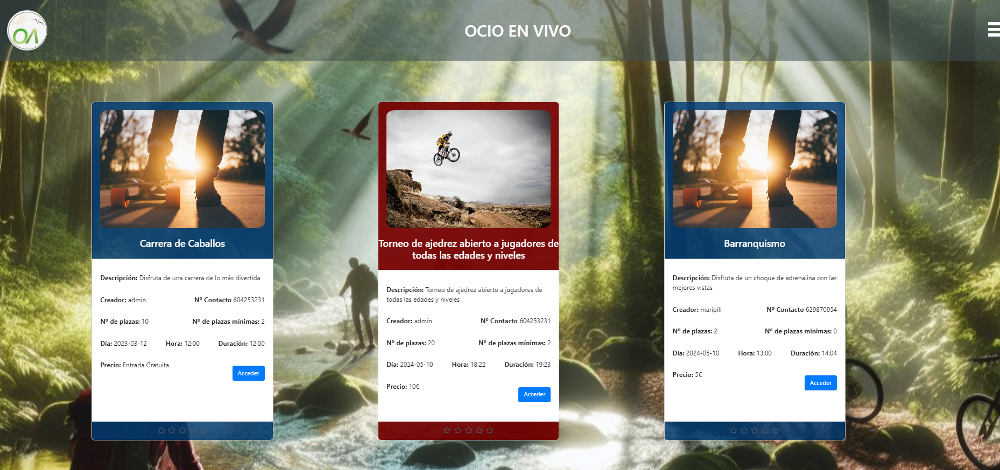 OA
OCIO EN VIVO
Carrera de Caballos
Descripción: Disfruta de una carrera de lo más divertida
Creador: admin
Nº Contacto 604253231
Nº de plazas: 10
Nº de plazas mínimas: 2
Día: 2023-03-12
Hora: 12:00
Duración: 12:00
Precio: Entrada Gratuita
Acceder
Torneo de ajedrez abierto a jugadores de
todas las edades y niveles
Descripción: Torneo de ajedrez abierto a jugadores de
todas las edades y niveles
Creador: admin
Nº Contacto 604253231
Nº de plazas: 20
Nº de plazas mínimas: 2
Día: 2024-05-10
Hora: 18:22
Duración: 19:23
Precio: 10€
Acceder
Barranquismo
Descripción: Disfruta de un choque de adrenalina con las
mejores vistas
Creador: maripili
Nº Contacto 629870954
Nº de plazas: 2
Nº de plazas mínimas: 0
Día: 2024-05-10
Hora: 13:00
Duración: 14:04
Precio: 5€
Acceder